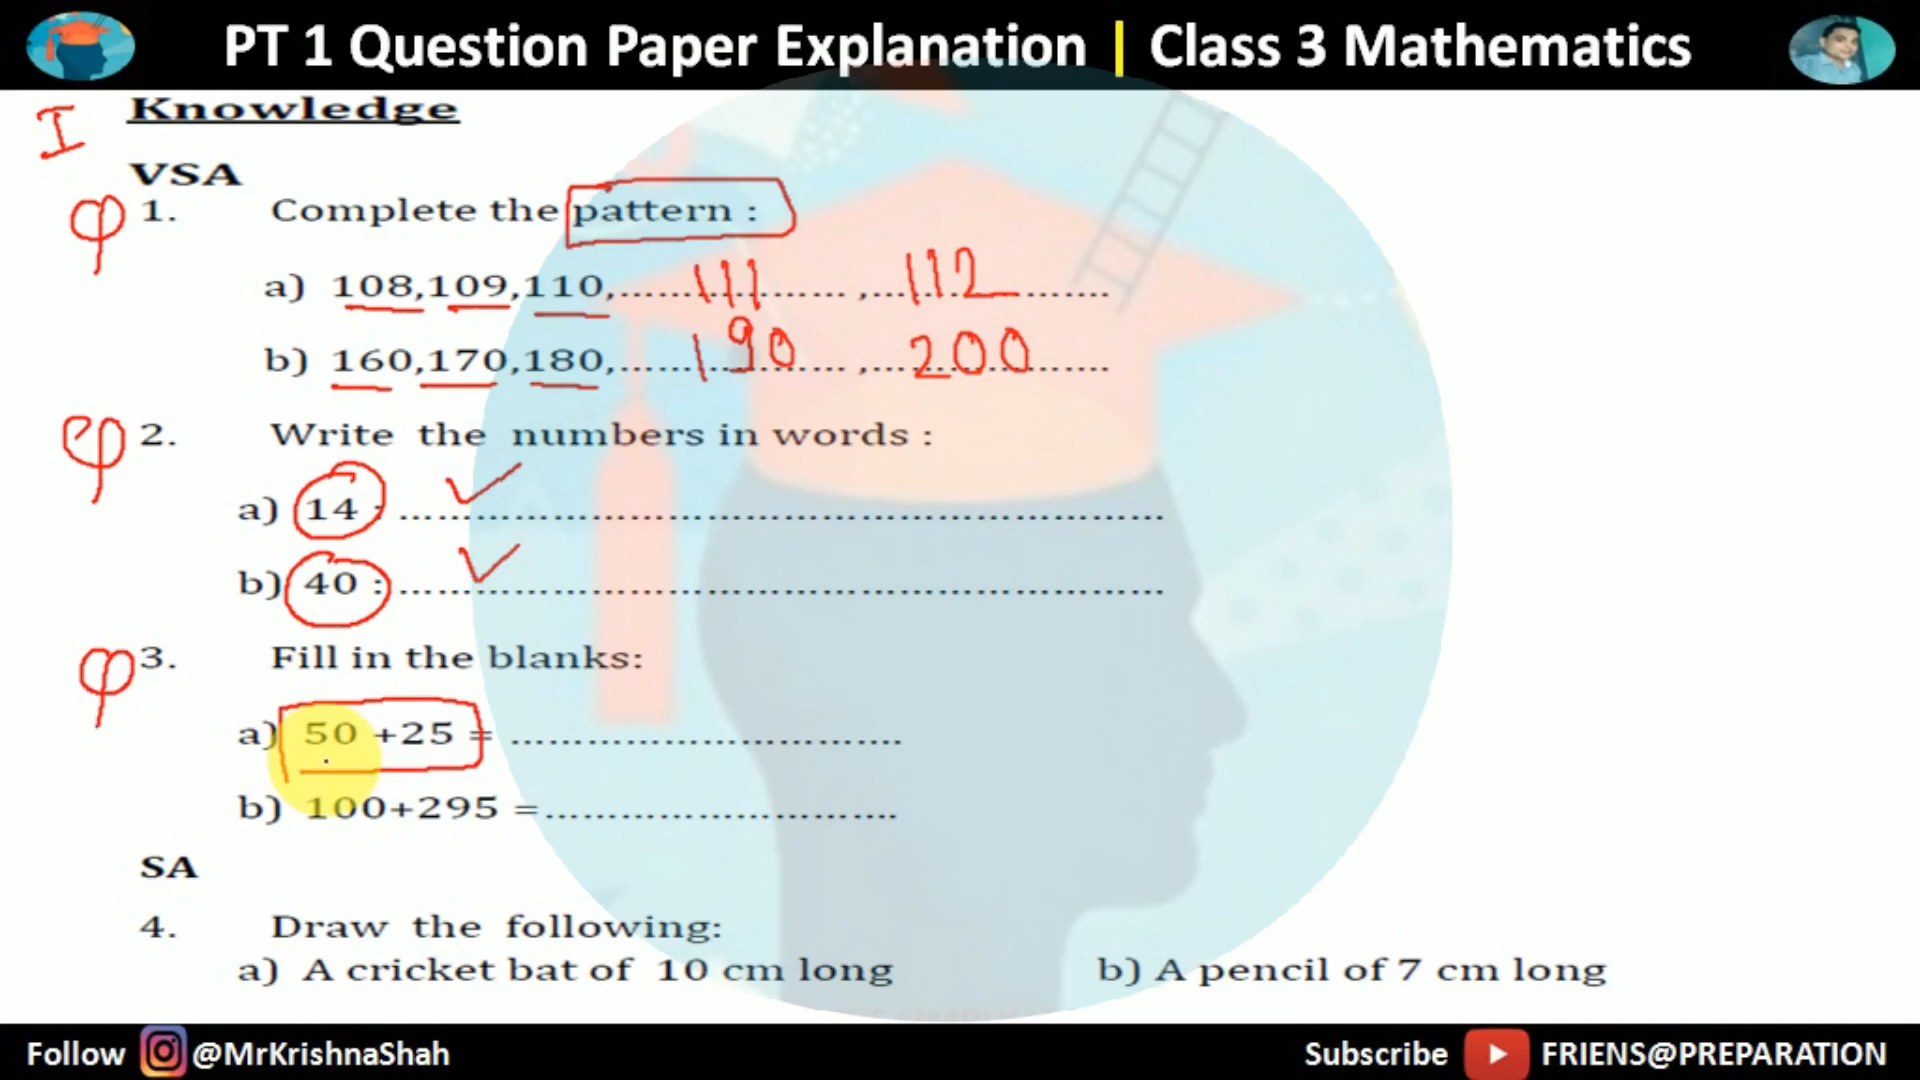 PT 1 Question Paper Explanation | Class 3 Mathematics
I
Knowledge
VSA
φ 1. Complete the pattern :
a) 108,109,110,......111......... ,...112..........
b) 160,170,180,......190......... ,...200..........
φ 2. Write the numbers in words :
a) 14 : ............................................................
b) 40 : ............................................................
φ 3. Fill in the blanks:
a) 50 +25 = ................................
b) 100+295 =............................
SA
4. Draw the following:
a) A cricket bat of 10 cm long b) A pencil of 7 cm long
Follow @MrKrishnaShah Subscribe FRIENS@PREPARATION